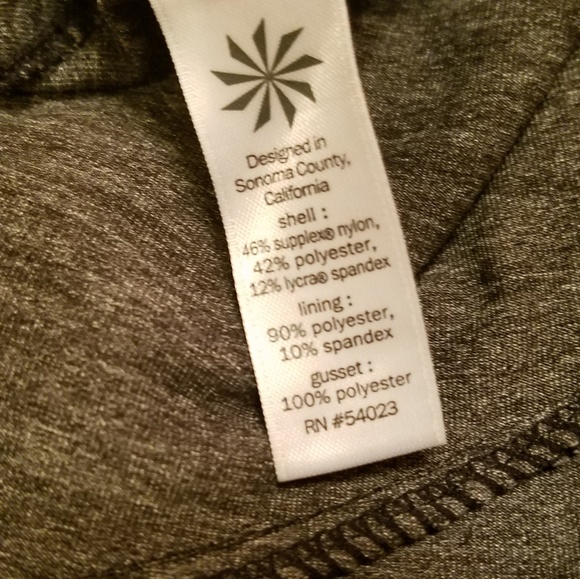 Designed in
Sonoma County,
California
shell :
46% supplex® nylon,
42% polyester,
12% lycra® spandex
lining :
90% polyester,
10% spandex
gusset :
100% polyester
RN #54023